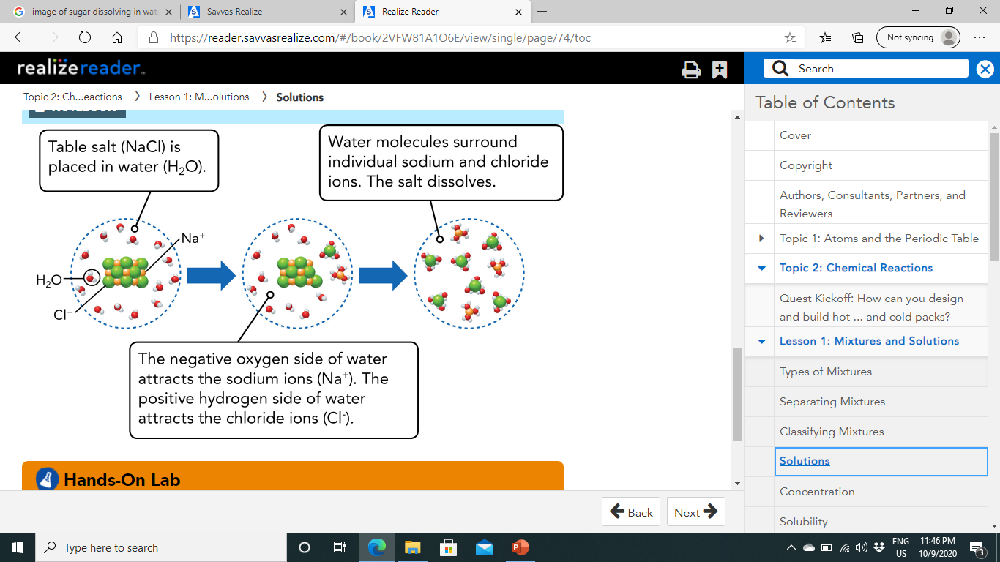 image of sugar dissolving in wat
Savvas Realize
Realize Reader
https://reader.savvasrealize.com/#/book/2VFW81A1O6E/view/single/page/74/toc
Not syncing
realizereader™
Search
Topic 2: Ch...eactions
Lesson 1: M...olutions
Solutions
Table of Contents
Cover
Copyright
Authors, Consultants, Partners, and
Reviewers
Topic 1: Atoms and the Periodic Table
Topic 2: Chemical Reactions
Quest Kickoff: How can you design
and build hot ... and cold packs?
Lesson 1: Mixtures and Solutions
Types of Mixtures
Separating Mixtures
Classifying Mixtures
Solutions
Concentration
Solubility
Table salt (NaCl) is
placed in water (H₂O).
Water molecules surround
individual sodium and chloride
ions. The salt dissolves.
Na⁺
H₂O
Cl⁻
The negative oxygen side of water
attracts the sodium ions (Na⁺). The
positive hydrogen side of water
attracts the chloride ions (Cl⁻).
Hands-On Lab
Back
Next
Type here to search
ENG
US
11:46 PM
10/9/2020
3